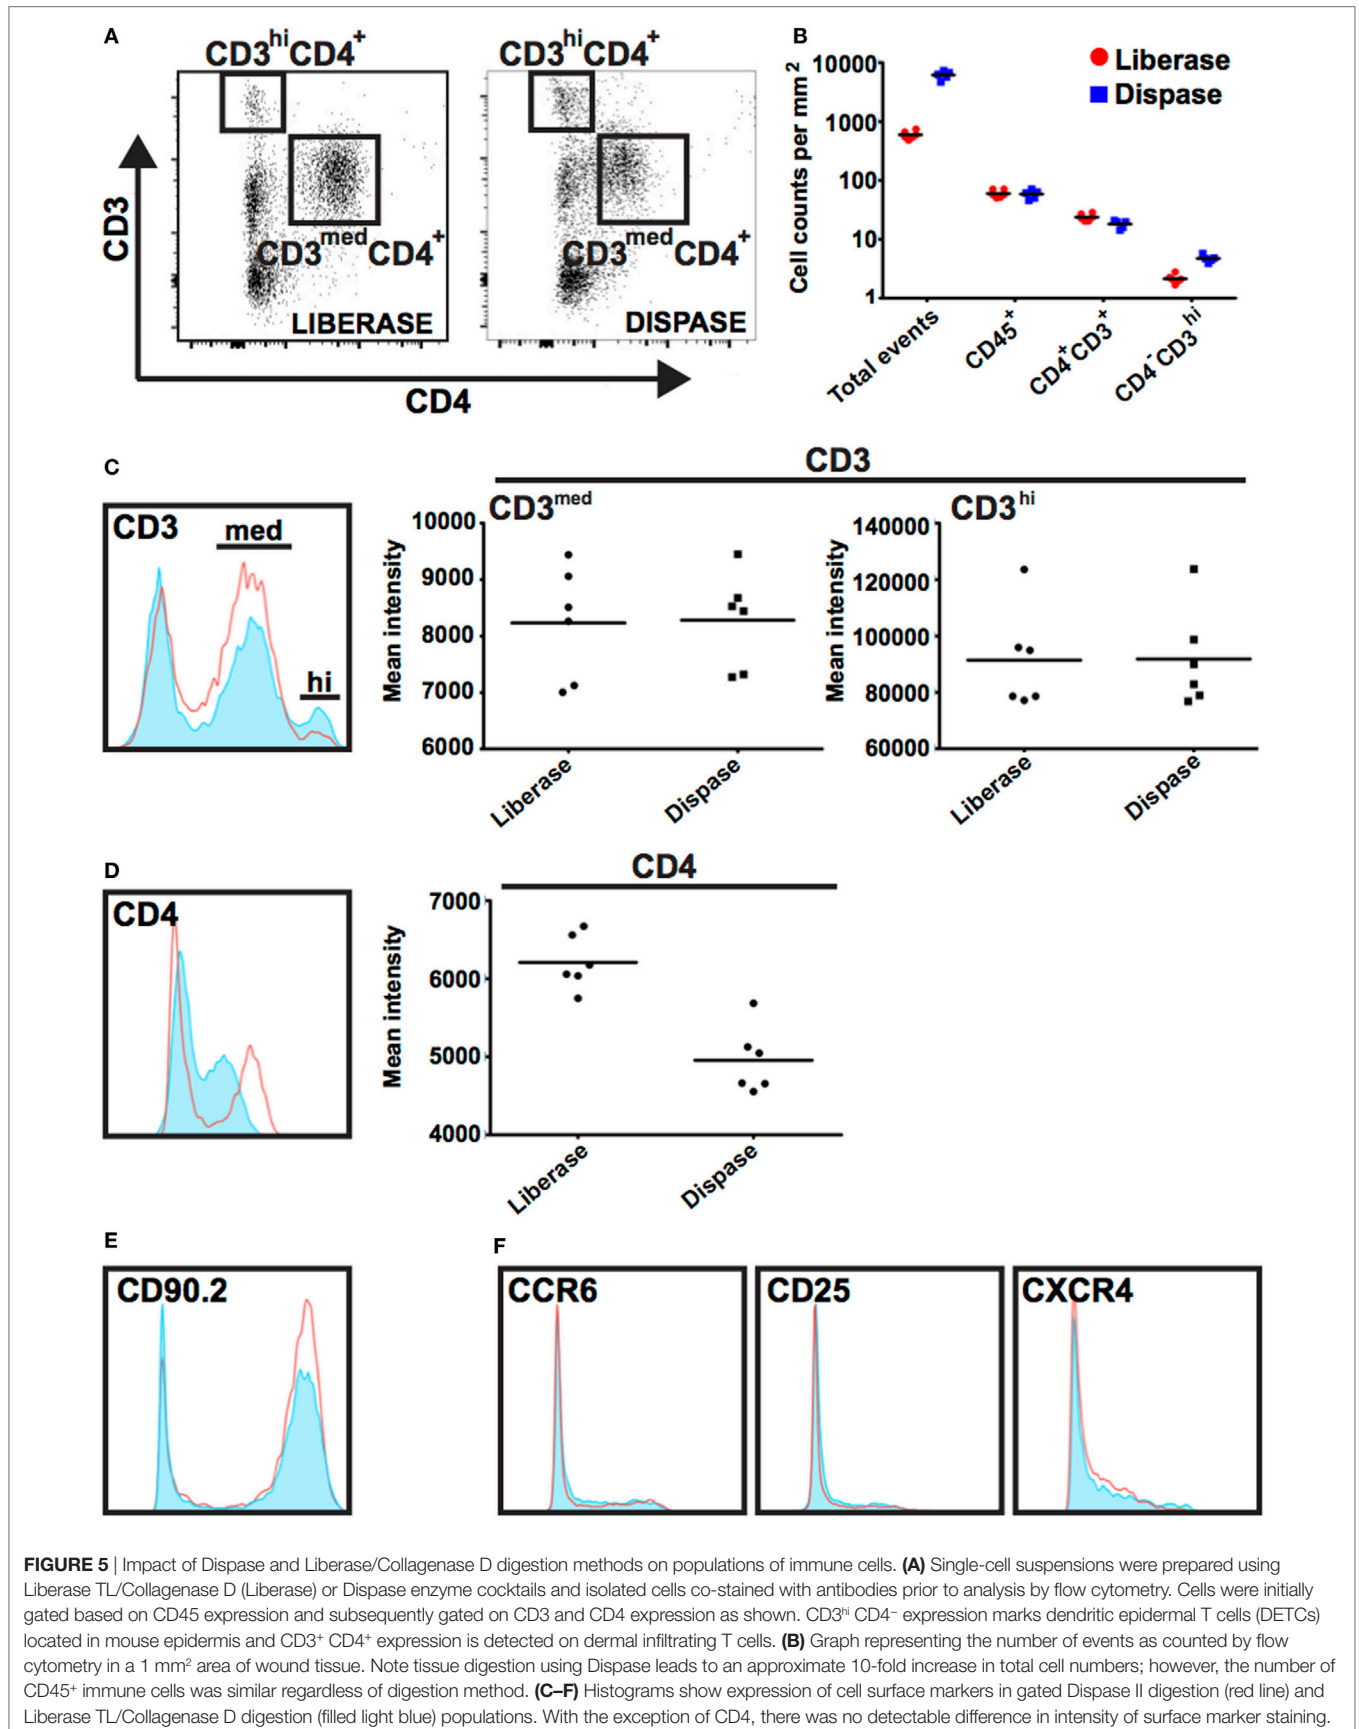 A
CD3hiCD4+
CD3hiCD4+
CD3medCD4+
CD3medCD4+
LIBERASE
DISPASE
CD3
CD4
B
Liberase
Dispase
Cell counts per mm2
10000
1000
100
10
1
Total events
CD45+
CD4+CD3+
CD4-CD3hi
C
CD3
med
hi
CD3
CD3med
Mean intensity
10000
9000
8000
7000
6000
Liberase
Dispase
CD3hi
Mean intensity
140000
120000
100000
80000
60000
Liberase
Dispase
D
CD4
CD4
Mean intensity
7000
6000
5000
4000
Liberase
Dispase
E
CD90.2
F
CCR6
CD25
CXCR4
FIGURE 5 | Impact of Dispase and Liberase/Collagenase D digestion methods on populations of immune cells. (A) Single-cell suspensions were prepared using
Liberase TL/Collagenase D (Liberase) or Dispase enzyme cocktails and isolated cells co-stained with antibodies prior to analysis by flow cytometry. Cells were initially
gated based on CD45 expression and subsequently gated on CD3 and CD4 expression as shown. CD3hi CD4− expression marks dendritic epidermal T cells (DETCs)
located in mouse epidermis and CD3+ CD4+ expression is detected on dermal infiltrating T cells. (B) Graph representing the number of events as counted by flow
cytometry in a 1 mm2 area of wound tissue. Note tissue digestion using Dispase leads to an approximate 10-fold increase in total cell numbers; however, the number of
CD45+ immune cells was similar regardless of digestion method. (C–F) Histograms show expression of cell surface markers in gated Dispase II digestion (red line) and
Liberase TL/Collagenase D digestion (filled light blue) populations. With the exception of CD4, there was no detectable difference in intensity of surface marker staining.